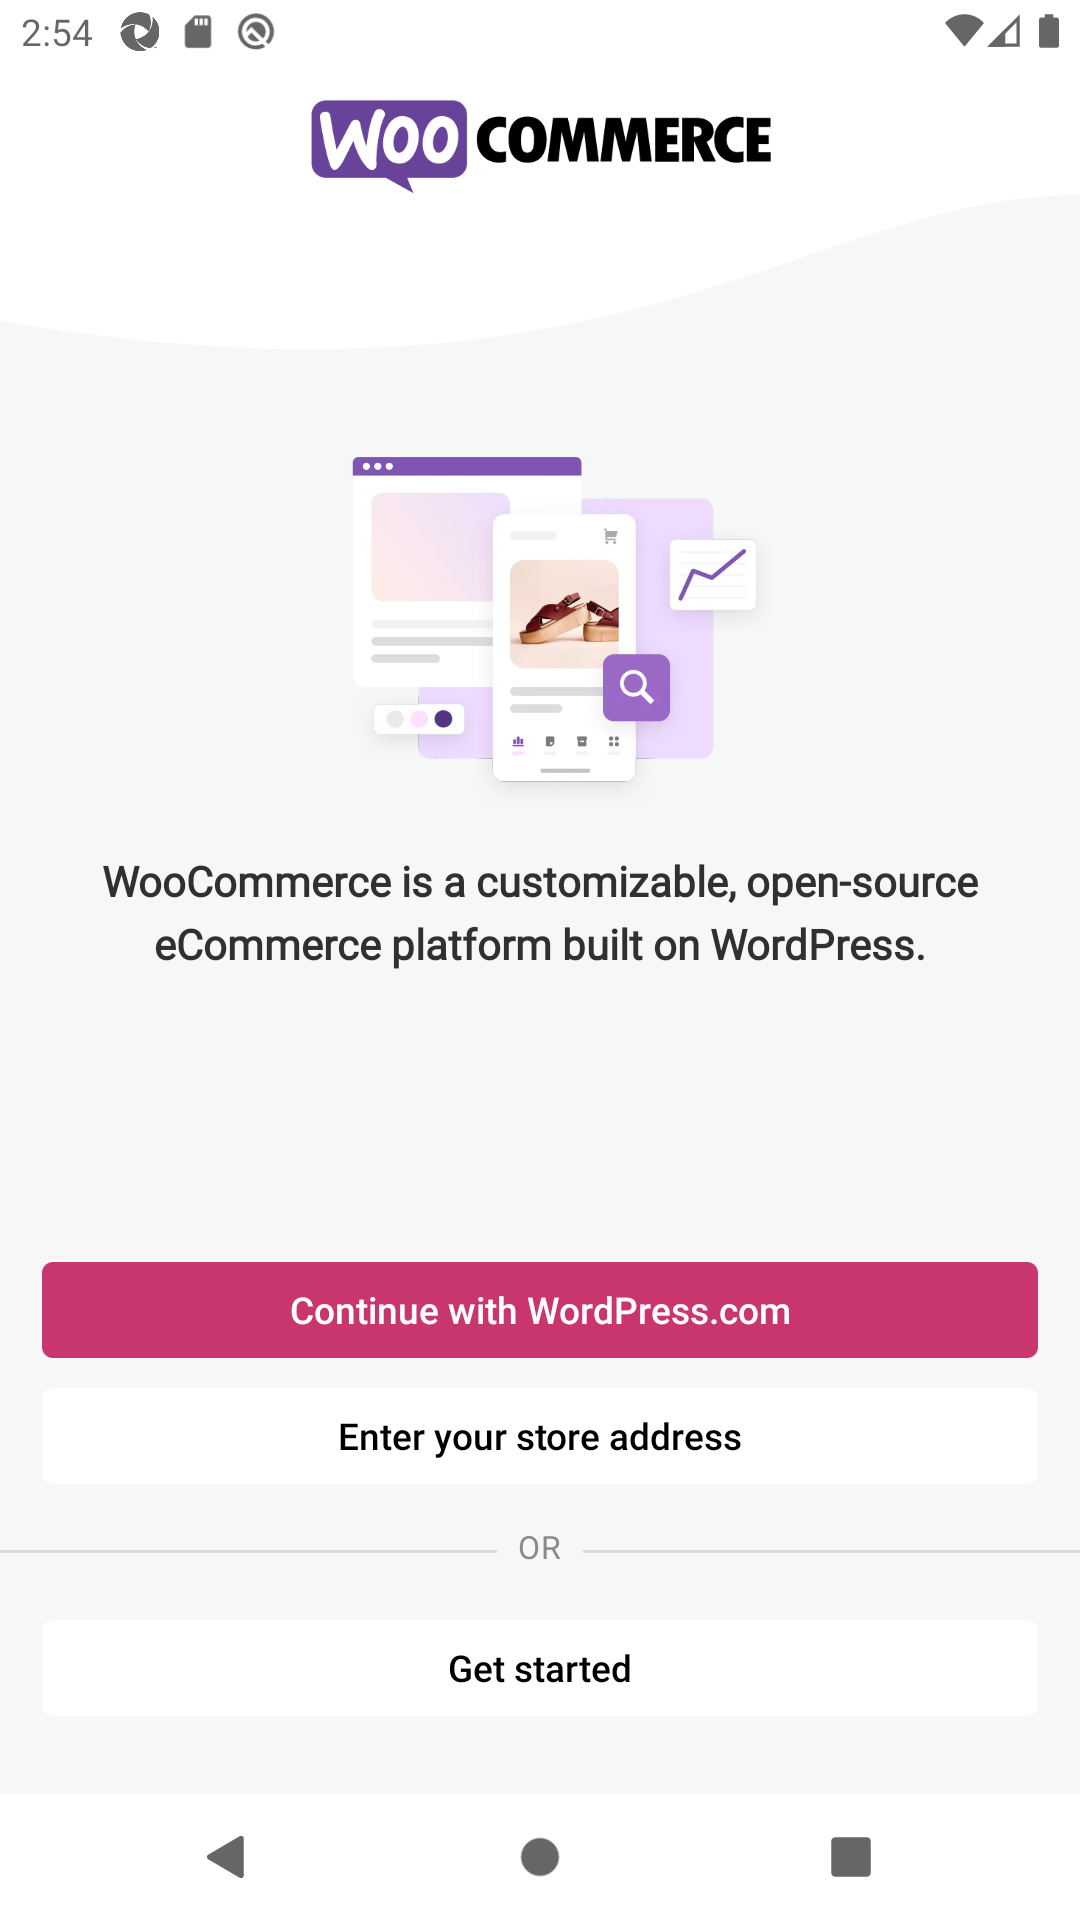 2:54
WOO COMMERCE
WooCommerce is a customizable, open-source
eCommerce platform built on WordPress.
Continue with WordPress.com
Enter your store address
OR
Get started